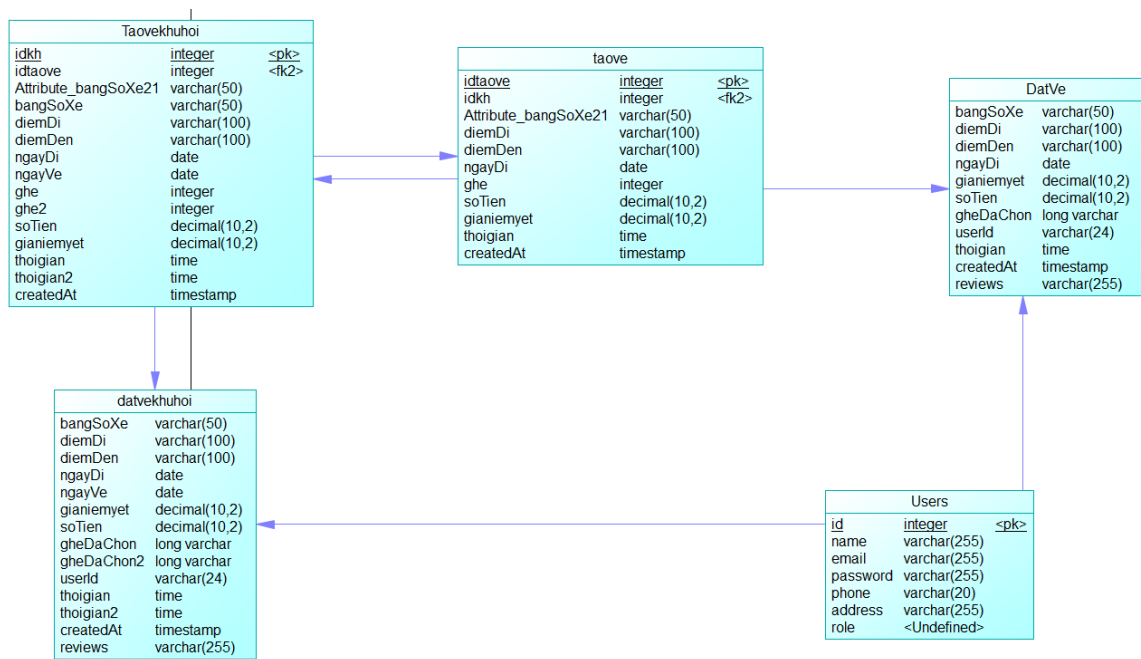 Taovekhuhoi
idkh integer <pk>
idtaove integer <fk2>
Attribute_bangSoXe21 varchar(50)
bangSoXe varchar(50)
diemDi varchar(100)
diemDen varchar(100)
ngayDi date
ngayVe date
ghe integer
ghe2 integer
soTien decimal(10,2)
gianiemyet decimal(10,2)
thoigian time
thoigian2 time
createdAt timestamp
taove
idtaove integer <pk>
idkh integer <fk2>
Attribute_bangSoXe21 varchar(50)
diemDi varchar(100)
diemDen varchar(100)
ngayDi date
ghe integer
soTien decimal(10,2)
gianiemyet decimal(10,2)
thoigian time
createdAt timestamp
DatVe
bangSoXe varchar(50)
diemDi varchar(100)
diemDen varchar(100)
ngayDi date
gianiemyet decimal(10,2)
soTien decimal(10,2)
gheDaChon long varchar
userId varchar(24)
thoigian time
createdAt timestamp
reviews varchar(255)
datvekhuhoi
bangSoXe varchar(50)
diemDi varchar(100)
diemDen varchar(100)
ngayDi date
ngayVe date
gianiemyet decimal(10,2)
soTien decimal(10,2)
gheDaChon long varchar
gheDaChon2 long varchar
userId varchar(24)
thoigian time
thoigian2 time
createdAt timestamp
reviews varchar(255)
Users
id integer <pk>
name varchar(255)
email varchar(255)
password varchar(255)
phone varchar(20)
address varchar(255)
role <Undefined>